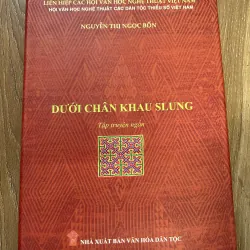 LIÊN HIỆP CÁC HỘI VĂN HỌC NGHỆ THUẬT VIỆT NAM
HỘI VĂN HỌC NGHỆ THUẬT CÁC DÂN TỘC THIỂU SỐ VIỆT NAM
NGUYỄN THỊ NGỌC BỐN
DƯỚI CHÂN KHAU SLUNG
Tập truyện ngắn
NHÀ XUẤT BẢN VĂN HÓA DÂN TỘC